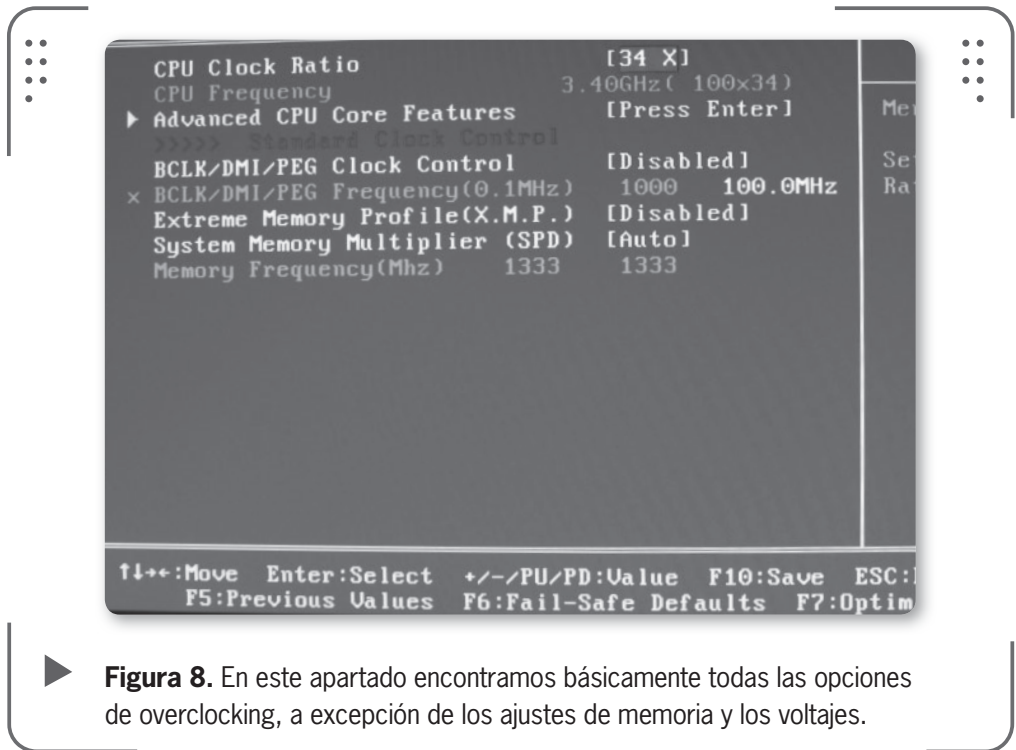 CPU Clock Ratio [34 X]
CPU Frequency 3.40GHz( 100x34)
Advanced CPU Core Features [Press Enter]
>>>>> Standard Clock Control
BCLK/DMI/PEG Clock Control [Disabled]
x BCLK/DMI/PEG Frequency(0.1MHz) 1000 100.0MHz
Extreme Memory Profile(X.M.P.) [Disabled]
System Memory Multiplier (SPD) [Auto]
Memory Frequency(Mhz) 1333 1333
↑↓→←:Move Enter:Select +/-/PU/PD:Value F10:Save ESC:
F5:Previous Values F6:Fail-Safe Defaults F7:Optim
Figura 8. En este apartado encontramos básicamente todas las opciones
de overclocking, a excepción de los ajustes de memoria y los voltajes.